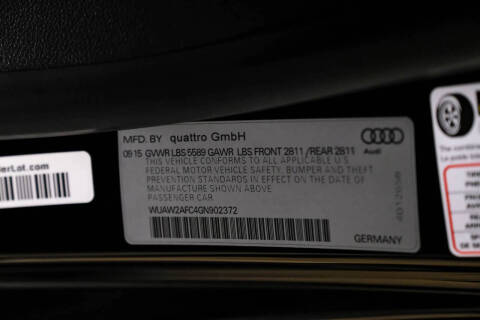 MFD. BY quattro GmbH
09 15 GVWR LBS 5589 GAWR LBS FRONT 2811 /REAR 2811
THIS VEHICLE CONFORMS TO ALL APPLICABLE U.S.
FEDERAL MOTOR VEHICLE SAFETY, BUMPER AND THEFT
PREVENTION STANDARDS IN EFFECT ON THE DATE OF
MANUFACTURE SHOWN ABOVE
PASSENGER CAR
WUAW2AFC4GN902372
Audi
GERMANY
erLot.com